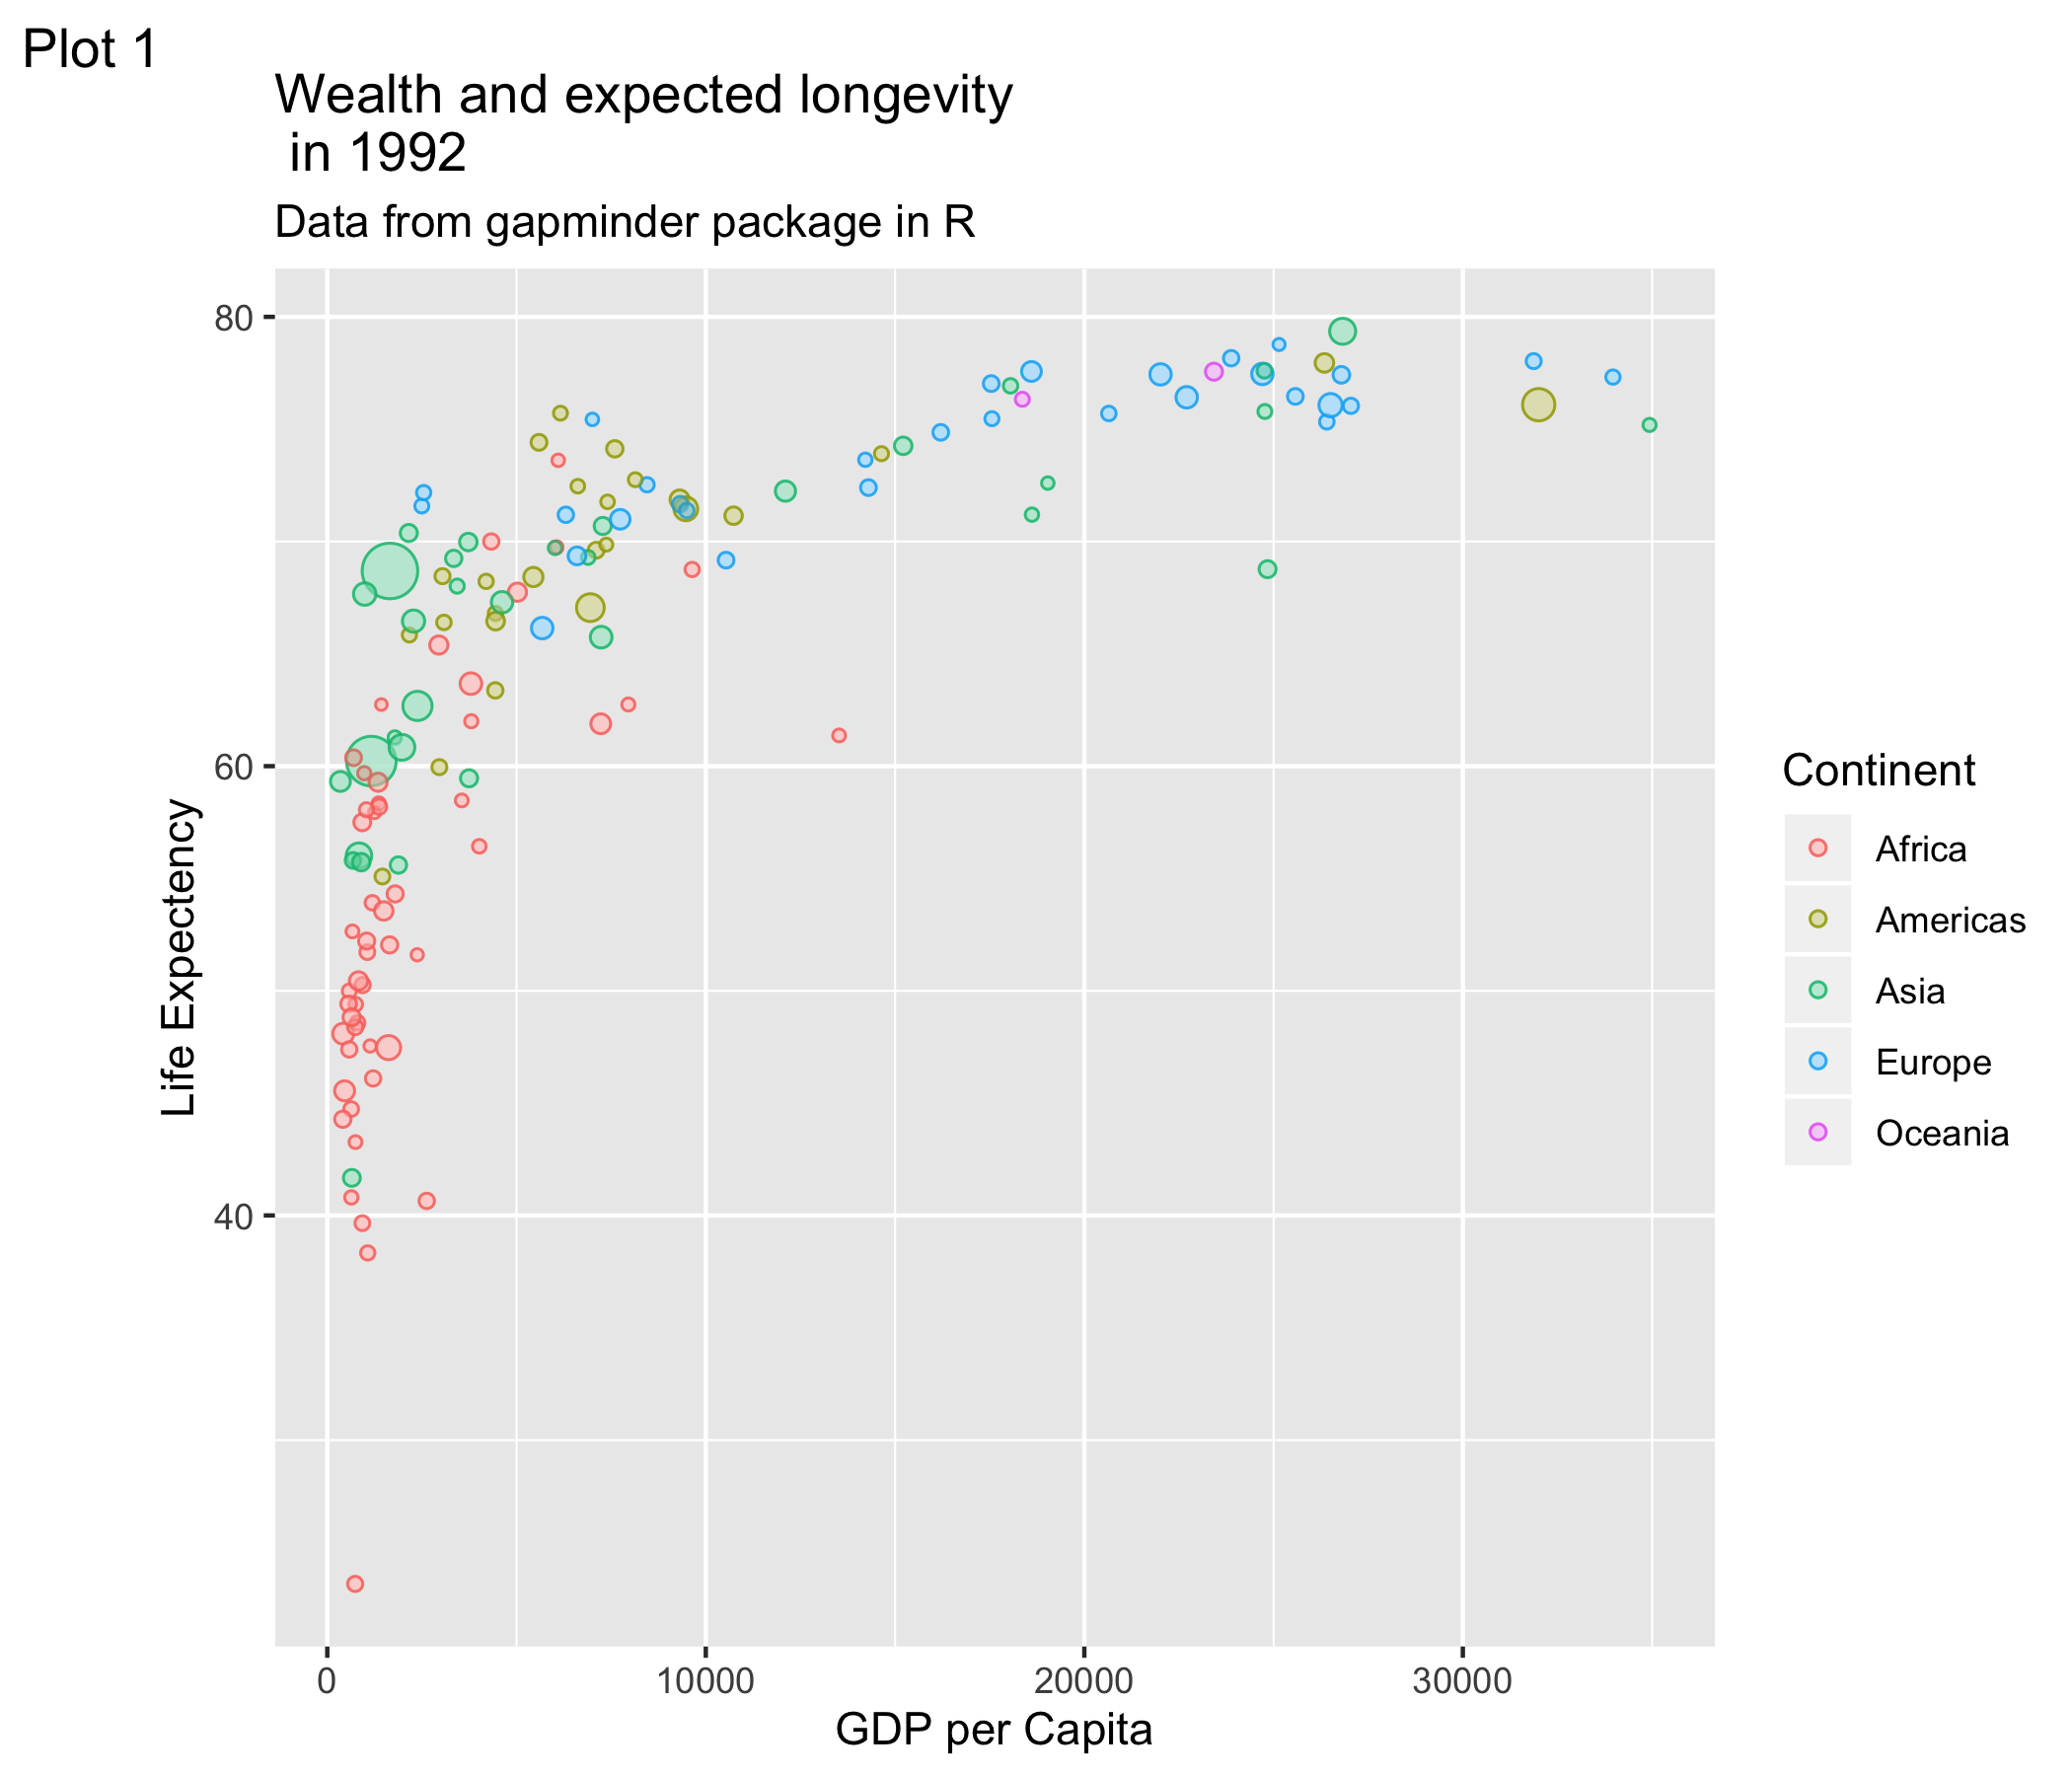 Plot 1
Wealth and expected longevity
in 1992
Data from gapminder package in R
80
60
40
Life Expectency
0
10000
20000
30000
GDP per Capita
Continent
Africa
Americas
Asia
Europe
Oceania